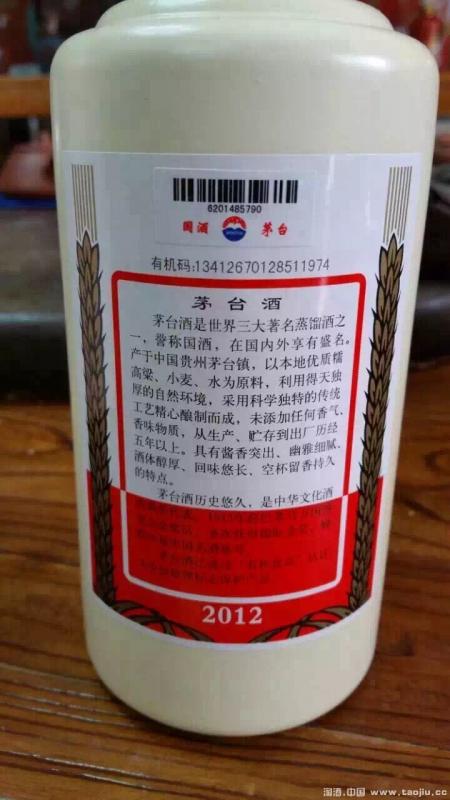 6201485790
国酒 茅台
有机码:13412670128511974
茅台酒
茅台酒是世界三大著名蒸馏酒之
一，誉称国酒，在国内外享有盛名。
产于中国贵州茅台镇，以本地优质糯
高粱、小麦、水为原料，利用得天独
厚的自然环境，采用科学独特的传统
工艺精心酿制而成，未添加任何香气、
香味物质，从生产、贮存到出厂历经
五年以上。具有酱香突出、幽雅细腻、
酒体醇厚、回味悠长、空杯留香持久
的特点。
茅台酒历史悠久，是中华文化酒
2012
淘酒.中国 www.taojiu.cc